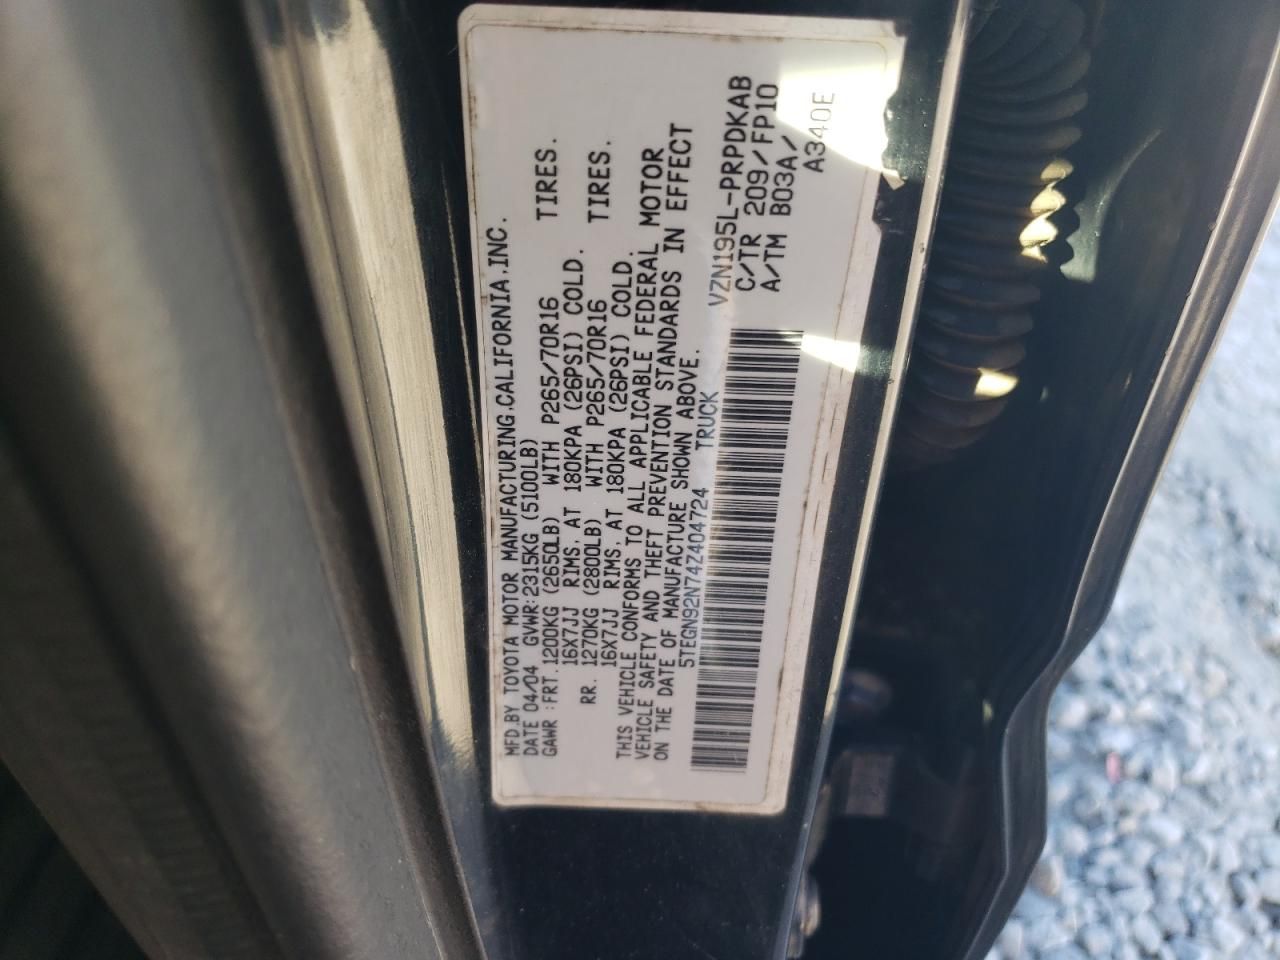 MFD.BY TOYOTA MOTOR MANUFACTURING.CALIFORNIA.INC.
DATE 04/04 GVWR:2315KG (5100LB)
GAWR :FRT.1200KG (2650LB) WITH P265/70R16 TIRES.
16X7JJ RIMS, AT 180KPA (26PSI) COLD.
RR. 1270KG (2800LB) WITH P265/70R16 TIRES.
16X7JJ RIMS, AT 180KPA (26PSI) COLD.
THIS VEHICLE CONFORMS TO ALL APPLICABLE FEDERAL MOTOR
VEHICLE SAFETY AND THEFT PREVENTION STANDARDS IN EFFECT
ON THE DATE OF MANUFACTURE SHOWN ABOVE.
5TEGN92N74Z404724 TRUCK
VZN195L-PRPDKAB
C/TR 209/FP10
A/TM B03A/
A340E